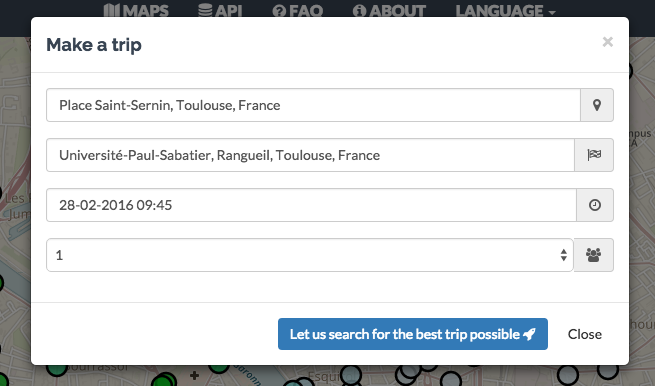 MAPS API FAQ ABOUT LANGUAGE
Make a trip
×
Place Saint-Sernin, Toulouse, France
Université-Paul-Sabatier, Rangueil, Toulouse, France
28-02-2016 09:45
1
Let us search for the best trip possible
Close